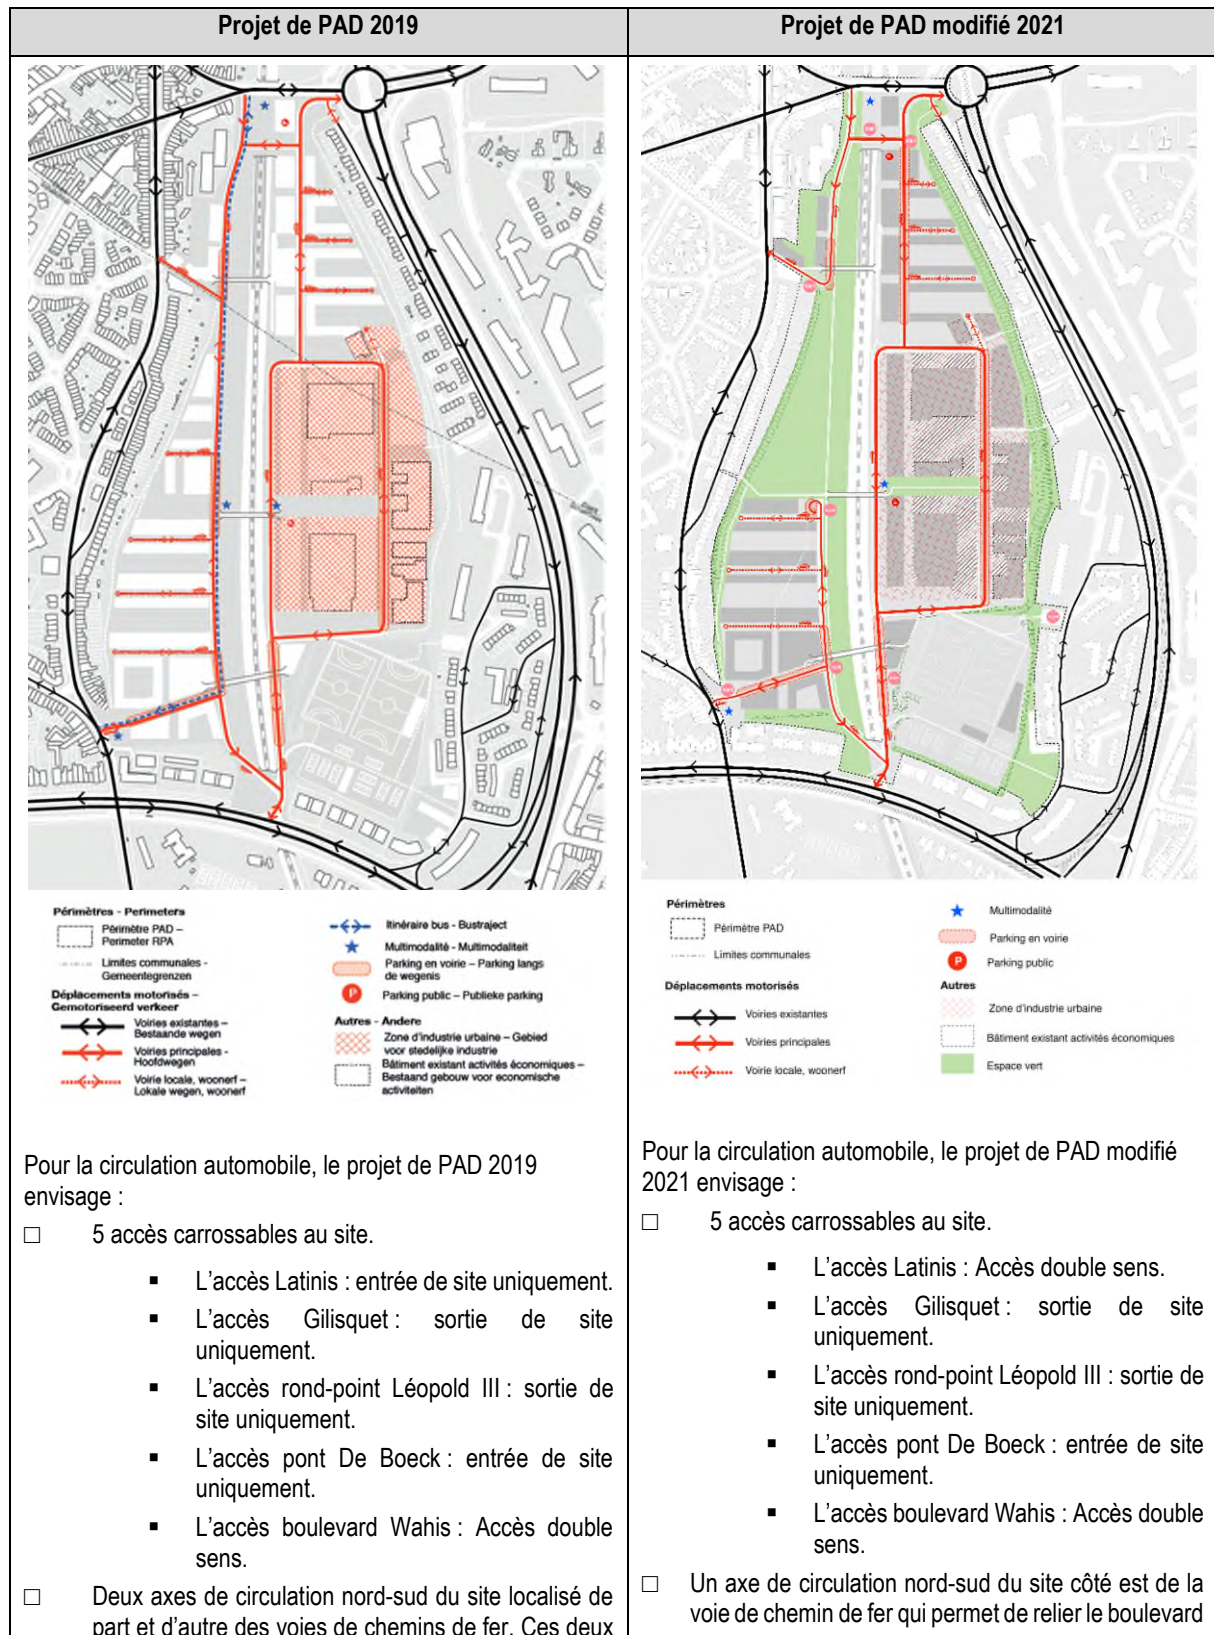 Projet de PAD 2019
Projet de PAD modifié 2021
Périmètres - Perimeters
Périmètre PAD –
Perimeter RPA
Limites communales -
Gemeentegrenzen
Déplacements motorisés –
Gemotoriseerd verkeer
Voiries existantes –
Bestaande wegen
Voiries principales -
Hoofdwegen
Voirie locale, woonerf –
Lokale wegen, woonerf
Itinéraire bus - Bustraject
Multimodalité - Multimodaliteit
Parking en voirie – Parking langs
de wegenis
P
Parking public – Publieke parking
Autres - Andere
Zone d'industrie urbaine – Gebied
voor stedelijke industrie
Bâtiment existant activités économiques –
Bestaand gebouw voor economische
activiteiten
Pour la circulation automobile, le projet de PAD 2019
envisage :
□ 5 accès carrossables au site.
▪ L'accès Latinis : entrée de site uniquement.
▪ L'accès Gilisquet : sortie de site
uniquement.
▪ L'accès rond-point Léopold III : sortie de
site uniquement.
▪ L'accès pont De Boeck : entrée de site
uniquement.
▪ L'accès boulevard Wahis : Accès double
sens.
□ Deux axes de circulation nord-sud du site localisé de
part et d'autre des voies de chemins de fer. Ces deux
Périmètres
Périmètre PAD
Limites communales
Déplacements motorisés
Voiries existantes
Voiries principales
Voirie locale, woonerf
Multimodalité
Parking en voirie
P
Parking public
Autres
Zone d'industrie urbaine
Bâtiment existant activités économiques
Espace vert
Pour la circulation automobile, le projet de PAD modifié
2021 envisage :
□ 5 accès carrossables au site.
▪ L'accès Latinis : Accès double sens.
▪ L'accès Gilisquet : sortie de site
uniquement.
▪ L'accès rond-point Léopold III : sortie de
site uniquement.
▪ L'accès pont De Boeck : entrée de site
uniquement.
▪ L'accès boulevard Wahis : Accès double
sens.
□ Un axe de circulation nord-sud du site côté est de la
voie de chemin de fer qui permet de relier le boulevard